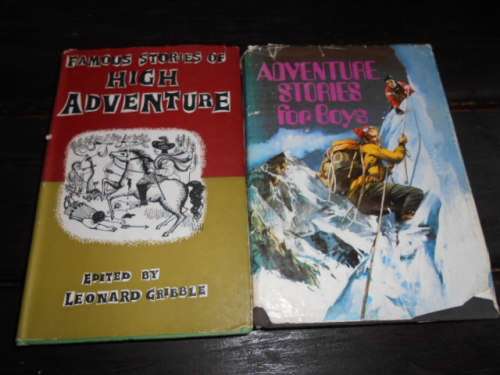 FAMOUS STORIES OF
HIGH
ADVENTURE
EDITED BY
LEONARD GRIBBLE
ADVENTURE
STORIES
for Boys